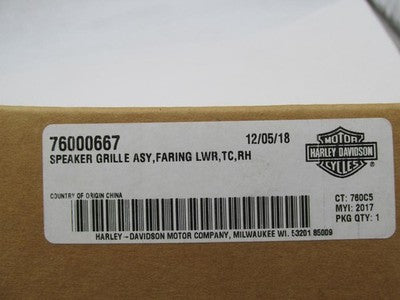 76000667 12/05/18
SPEAKER GRILLE ASY,FARING LWR,TC,RH
MOTOR
HARLEY-DAVIDSON
CYCLES
COUNTRY OF ORIGIN CHINA
CT: 760C5
MYI: 2017
PKG QTY: 1
HARLEY-DAVIDSON MOTOR COMPANY, MILWAUKEE WI. 53201 85009